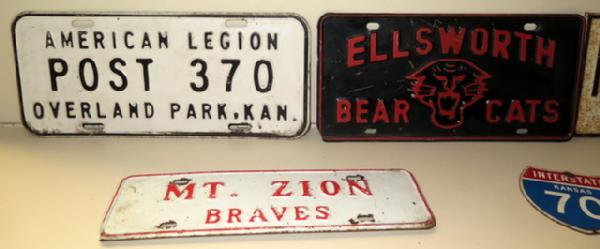 AMERICAN LEGION
POST 370
OVERLAND PARK, KAN.
ELLSWORTH
BEAR CATS
MT. ZION
BRAVES
INTERSTATE
KANSAS
70